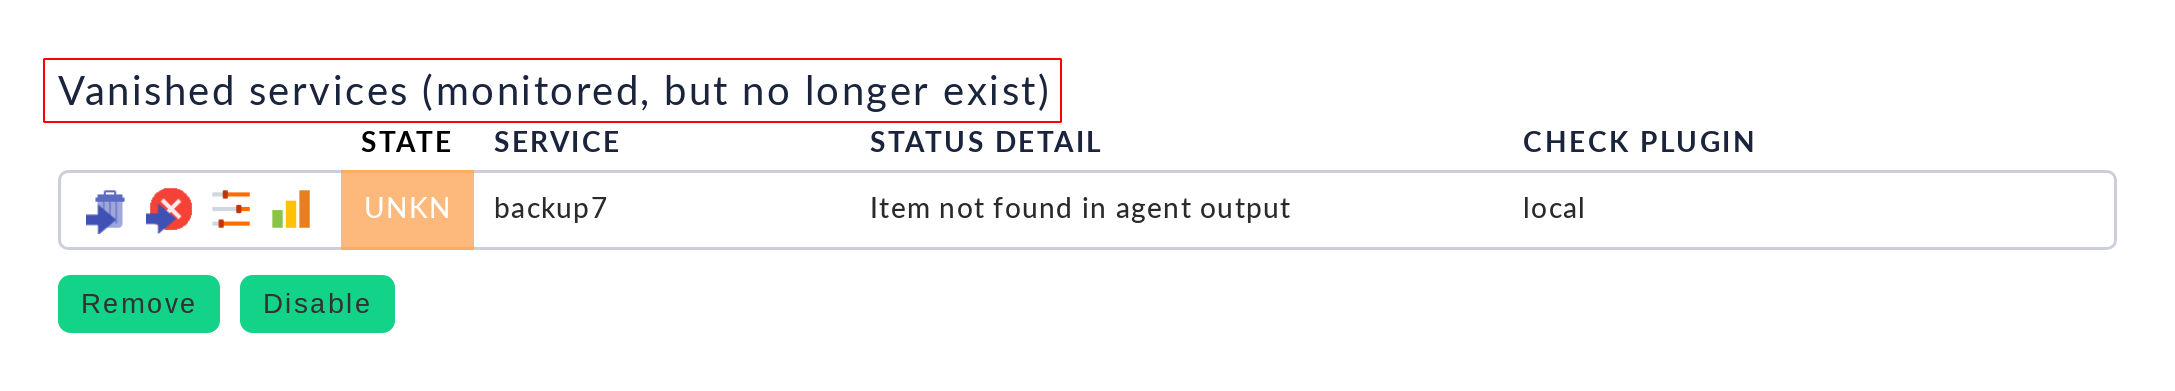 Vanished services (monitored, but no longer exist)
STATE SERVICE STATUS DETAIL CHECK PLUGIN
UNKN backup7 Item not found in agent output local
Remove Disable